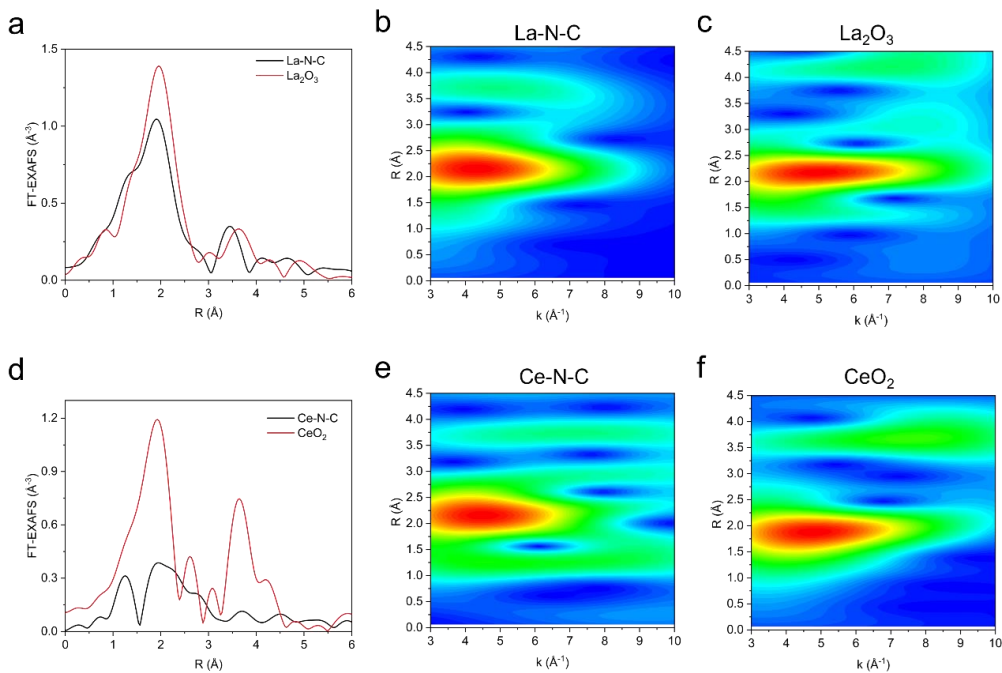 a
La-N-C
La₂O₃
FT-EXAFS (Å⁻³)
1.5
1.0
0.5
0.0
0 1 2 3 4 5 6
R (Å)
b
La-N-C
R (Å)
4.5
4.0
3.5
3.0
2.5
2.0
1.5
1.0
0.5
0.0
3 4 5 6 7 8 9 10
k (Å⁻¹)
c
La₂O₃
R (Å)
4.5
4.0
3.5
3.0
2.5
2.0
1.5
1.0
0.5
0.0
3 4 5 6 7 8 9 10
k (Å⁻¹)
d
Ce-N-C
CeO₂
FT-EXAFS (Å⁻³)
1.2
0.9
0.6
0.3
0.0
0 1 2 3 4 5 6
R (Å)
e
Ce-N-C
R (Å)
4.5
4.0
3.5
3.0
2.5
2.0
1.5
1.0
0.5
0.0
3 4 5 6 7 8 9 10
k (Å⁻¹)
f
CeO₂
R (Å)
4.5
4.0
3.5
3.0
2.5
2.0
1.5
1.0
0.5
0.0
3 4 5 6 7 8 9 10
k (Å⁻¹)